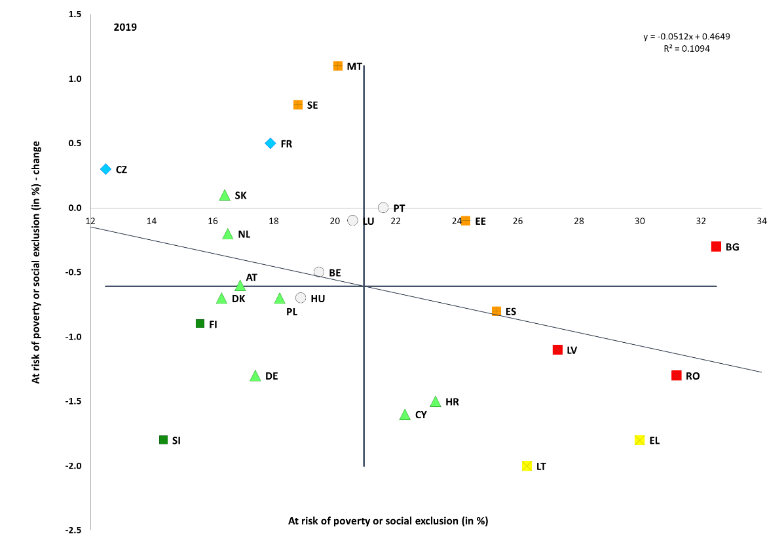 1.5
2019
y = -0.0512x + 0.4649
R² = 0.1094
MT
1.0
SE
0.5
FR
CZ
SK
0.0
PT
12 14 16 18 20 22 24 26 28 30 32 34
LU
EE
NL
BG
-0.5
BE
AT
DK
PL
HU
ES
FI
-1.0
LV
DE
RO
-1.5
HR
CY
SI
EL
-2.0
LT
-2.5
At risk of poverty or social exclusion (in %) - change
At risk of poverty or social exclusion (in %)